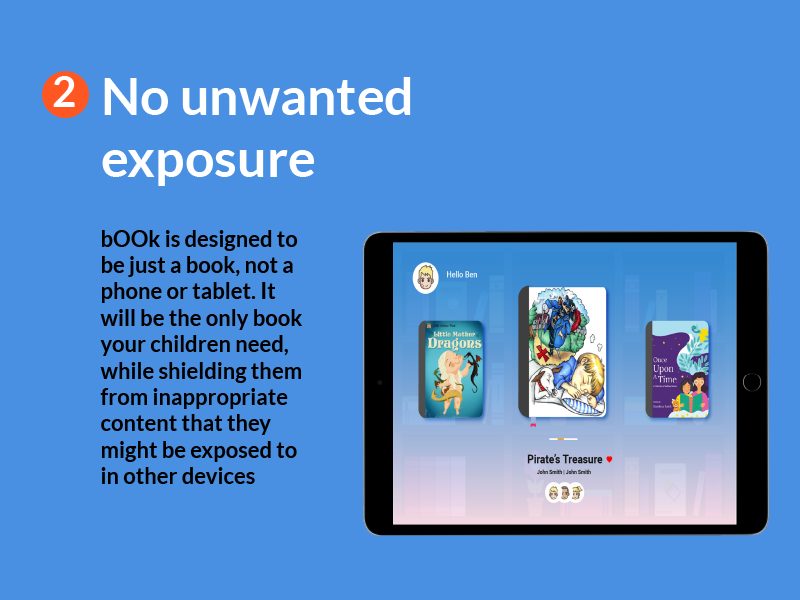 2
No unwanted
exposure
bOOk is designed to
be just a book, not a
phone or tablet. It
will be the only book
your children need,
while shielding them
from inappropriate
content that they
might be exposed to
in other devices
Hello Ben
Little Mother
Dragons
Once
Upon
A Time
Pirate's Treasure
John Smith | John Smith